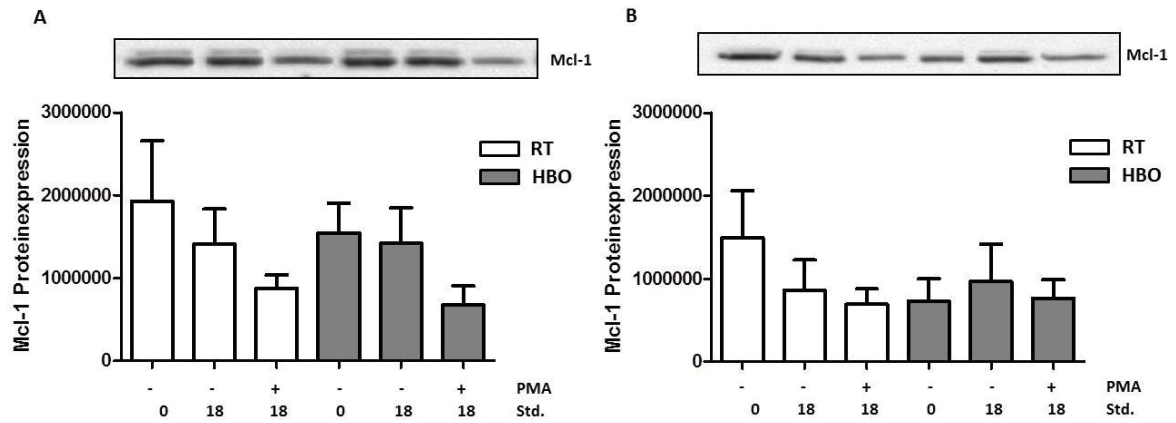 A
Mcl-1
3000000
2000000
1000000
0
Mcl-1 Proteinexpression
RT
HBO
- - + - - + PMA
0 18 18 0 18 18 Std.
B
Mcl-1
3000000
2000000
1000000
0
Mcl-1 Proteinexpression
RT
HBO
- - + - - + PMA
0 18 18 0 18 18 Std.